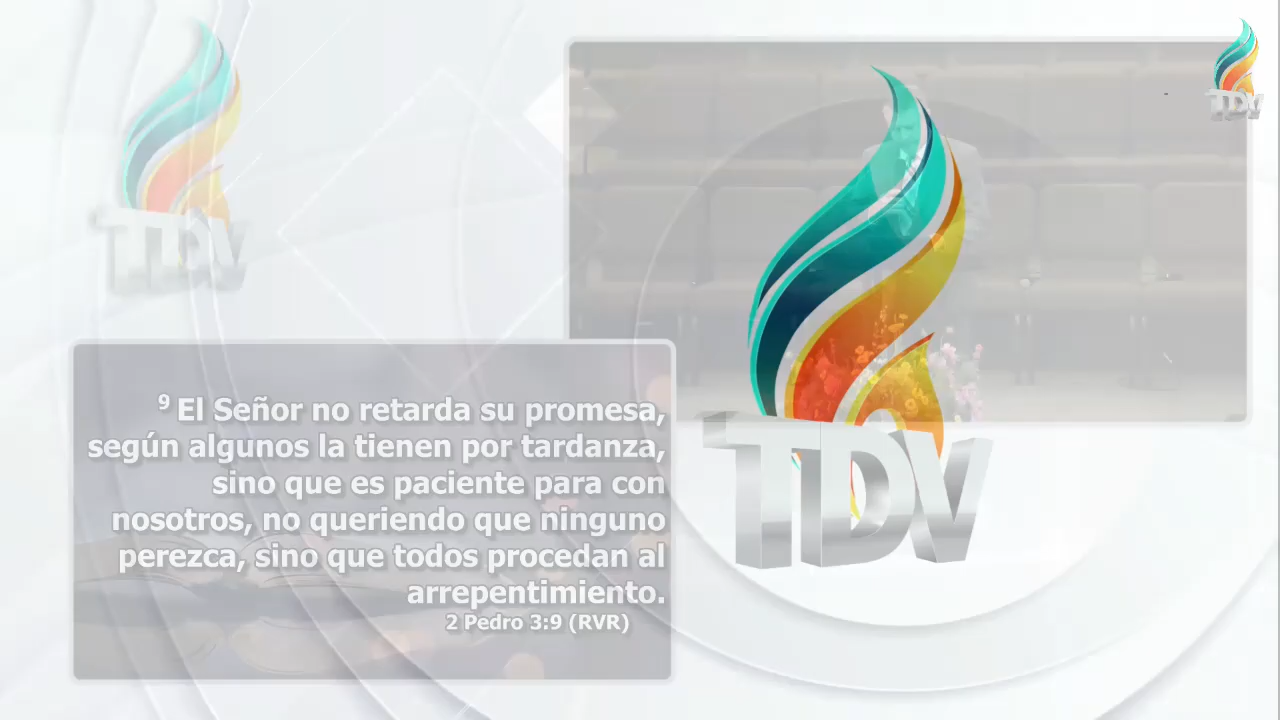 TDV
TDV
⁹ El Señor no retarda su promesa,
según algunos la tienen por tardanza,
sino que es paciente para con
nosotros, no queriendo que ninguno
perezca, sino que todos procedan al
arrepentimiento.
2 Pedro 3:9 (RVR)
TDV